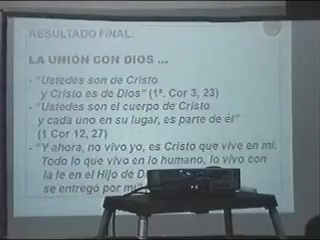 RESULTADO FINAL:
LA UNIÓN CON DIOS ...
- “Ustedes son de Cristo
y Cristo es de Dios” (1ª. Cor 3, 23)
- “Ustedes son el cuerpo de Cristo
y cada uno en su lugar, es parte de él”
(1 Cor 12, 27)
- “Y ahora, no vivo yo, es Cristo que vive en mi.
Todo lo que vivo en lo humano, lo vivo con
la fe en el Hijo de D
se entregó por mi”